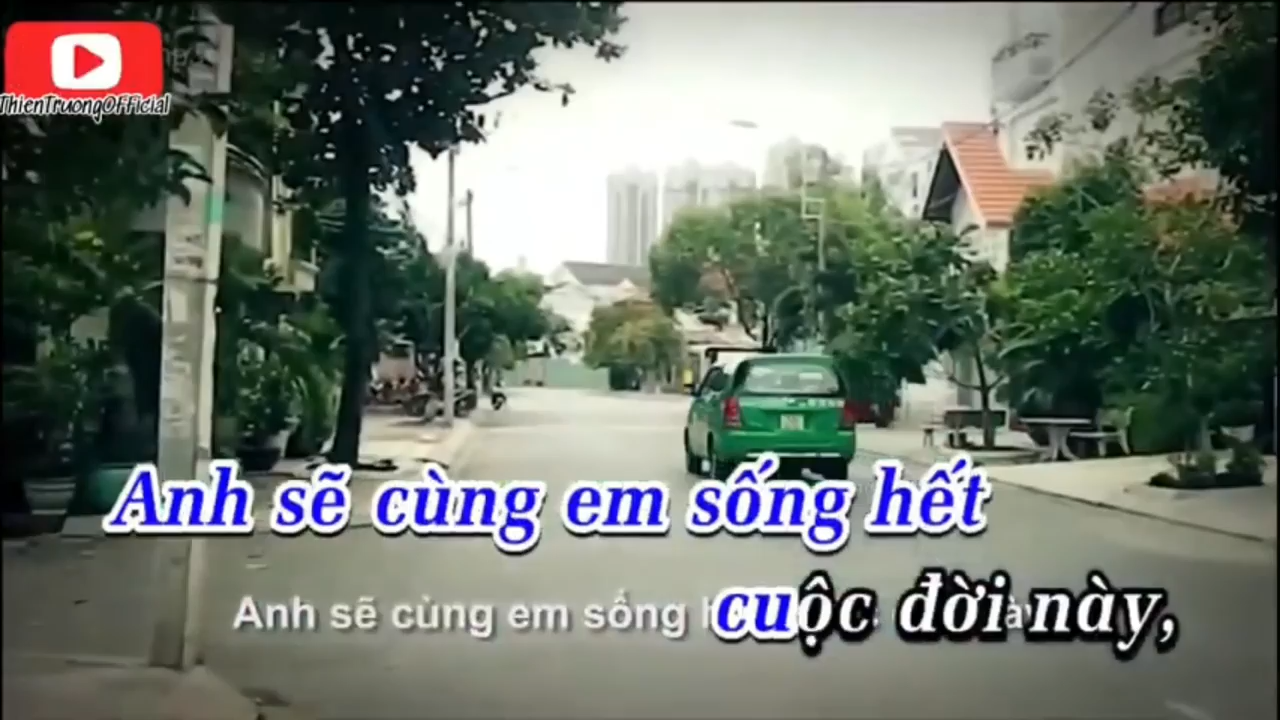 ThienTruongOFFicial
Anh sẽ cùng em sống hết
cuộc đời này,
Anh sẽ cùng em sống